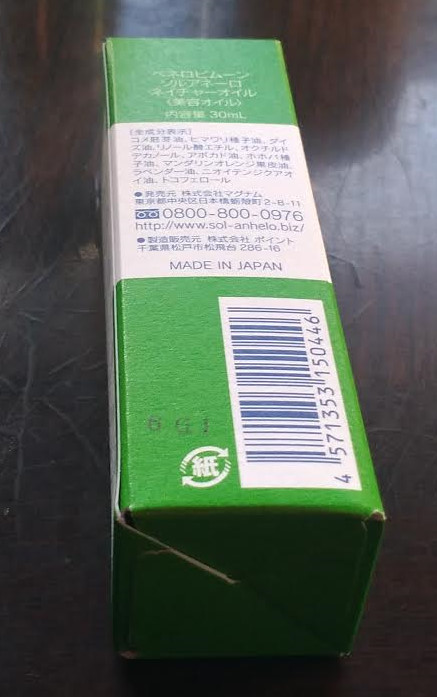 ベネロピムーン
ソルアネーロ
ネイチャーオイル
〈美容オイル〉
内容量 30mL
〔全成分表示〕
コメ胚芽油、ヒマワリ種子油、ダイ
ズ油、リノール酸エチル、オクチルド
デカノール、アボカド油、ホホバ種
子油、マンダリンオレンジ果皮油、
ラベンダー油、ニオイテンジクアオ
イ油、トコフェロール
●発売元 株式会社マグナム
東京都中央区日本橋蛎殻町2-8-11
0800-800-0976
http://www.sol-anhelo.biz/
●製造販売元 株式会社 ポイント
千葉県松戸市松飛台 286-16
MADE IN JAPAN
4 571353 150446
紙